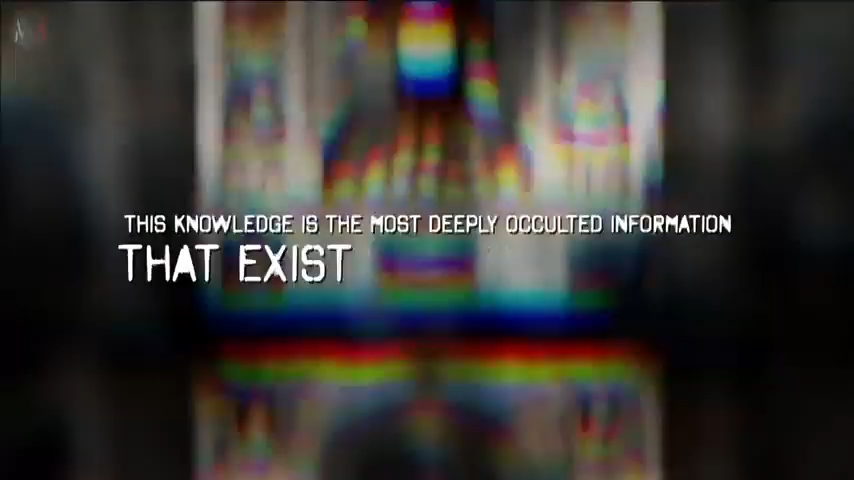 THIS KNOWLEDGE IS THE MOST DEEPLY OCCULTED INFORMATION
THAT EXIST